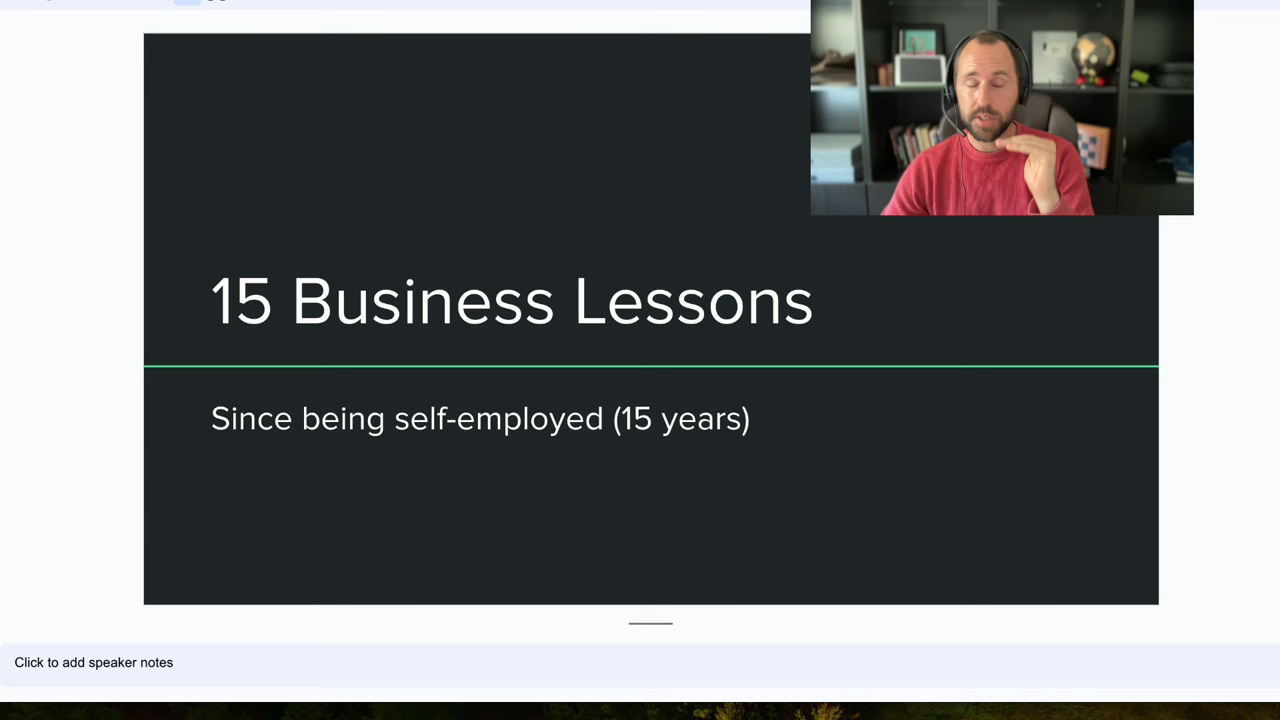 15 Business Lessons
Since being self-employed (15 years)
Click to add speaker notes